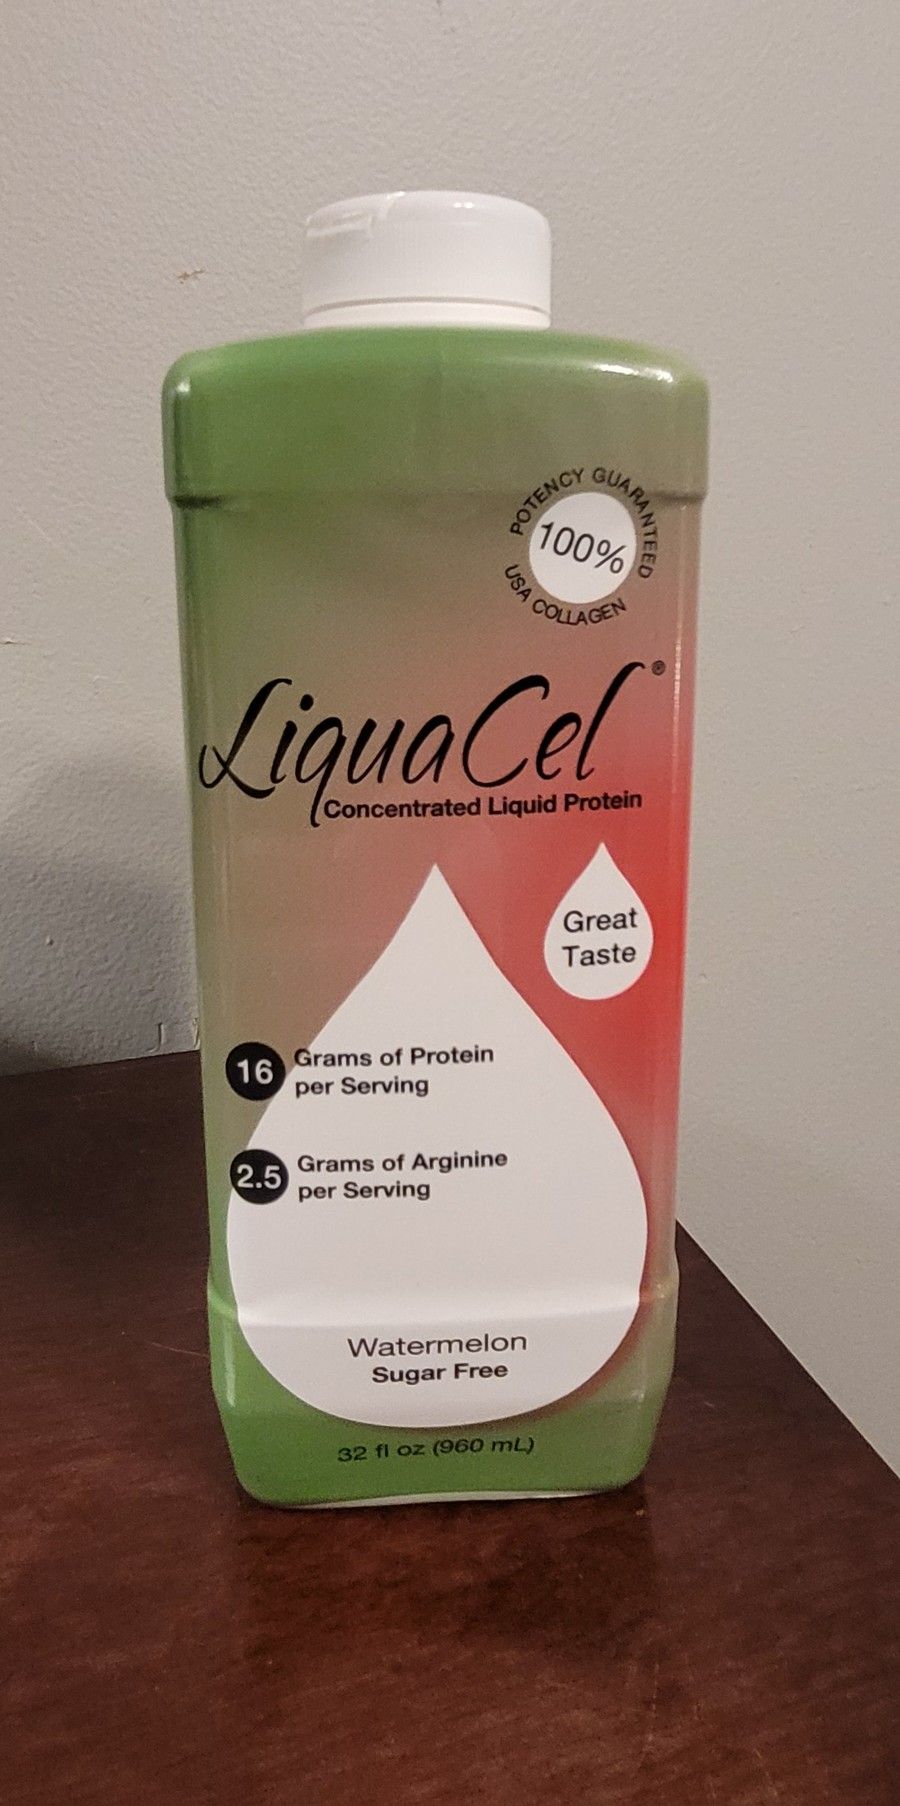 POTENCY GUARANTEED
100%
USA COLLAGEN
LiquaCel®
Concentrated Liquid Protein
Great
Taste
16 Grams of Protein
per Serving
2.5 Grams of Arginine
per Serving
Watermelon
Sugar Free
32 fl oz (960 mL)